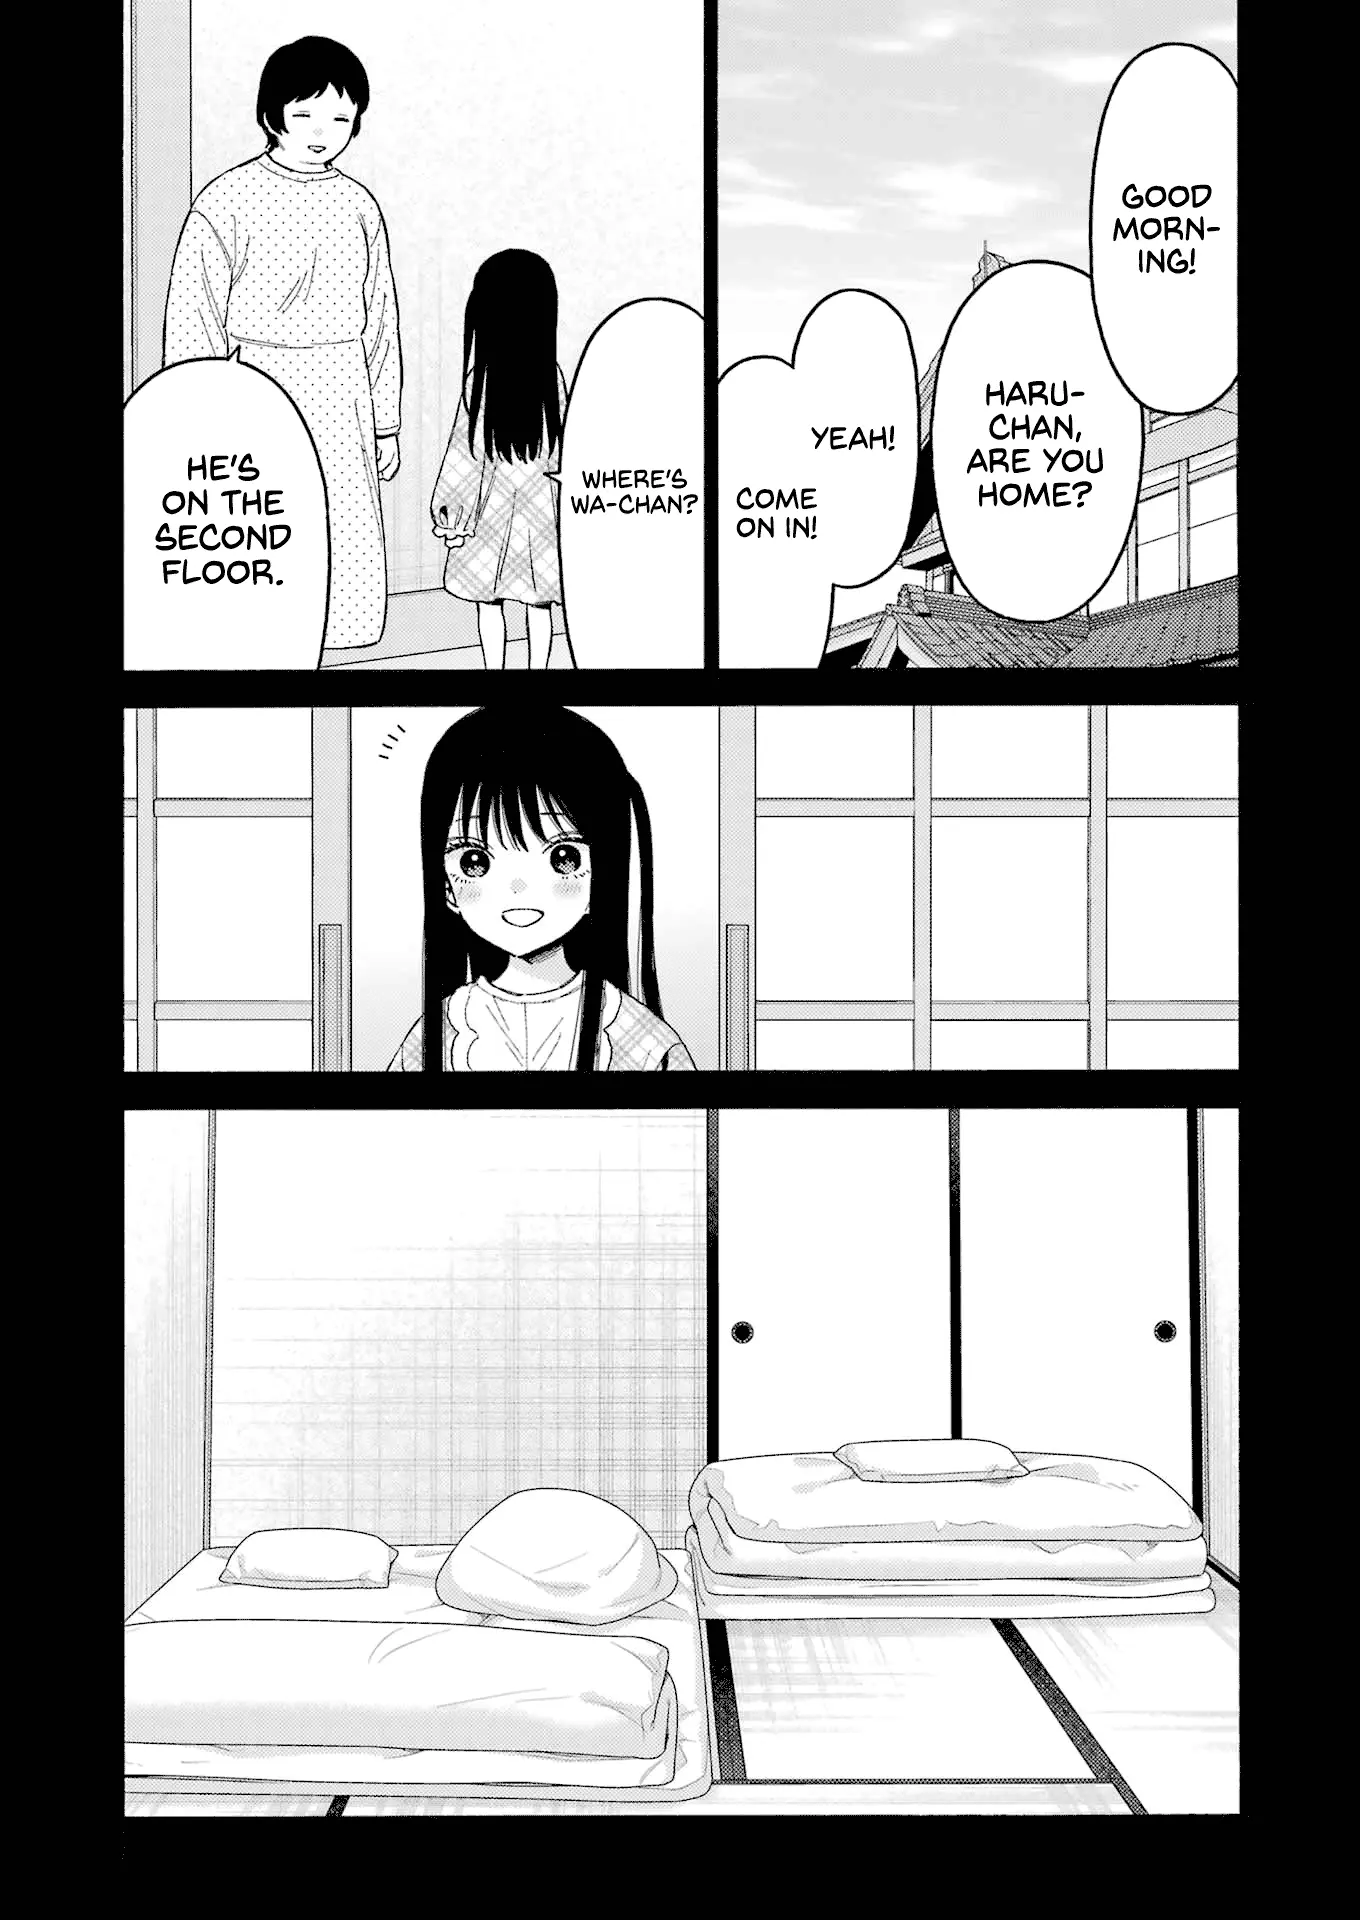 GOOD
MORN-
ING!
HARU-
CHAN,
ARE YOU
HOME?
YEAH!
COME
ON IN!
WHERE'S
WA-CHAN?
HE'S
ON THE
SECOND
FLOOR.